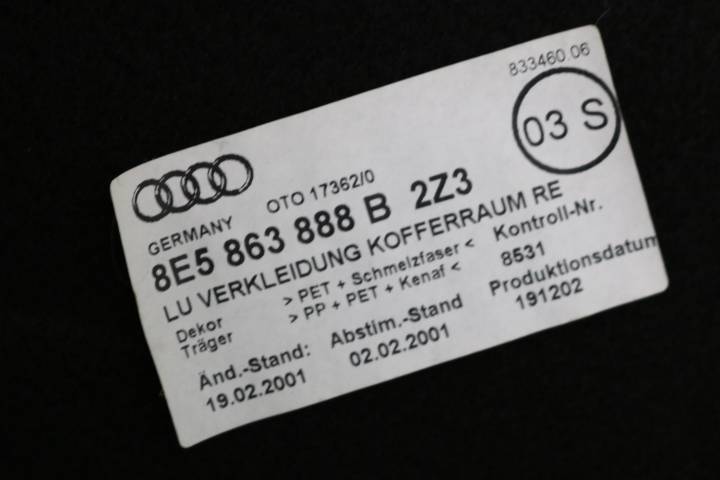 833460.06
03 S
OTO 17362/0
GERMANY
8E5 863 888 B 2Z3
LU VERKLEIDUNG KOFFERRAUM RE
Dekor > PET + Schmelzfaser <
Träger > PP + PET + Kenaf <
Kontroll-Nr.
8531
Änd.-Stand: Abstim.-Stand Produktionsdatum
19.02.2001 02.02.2001 191202